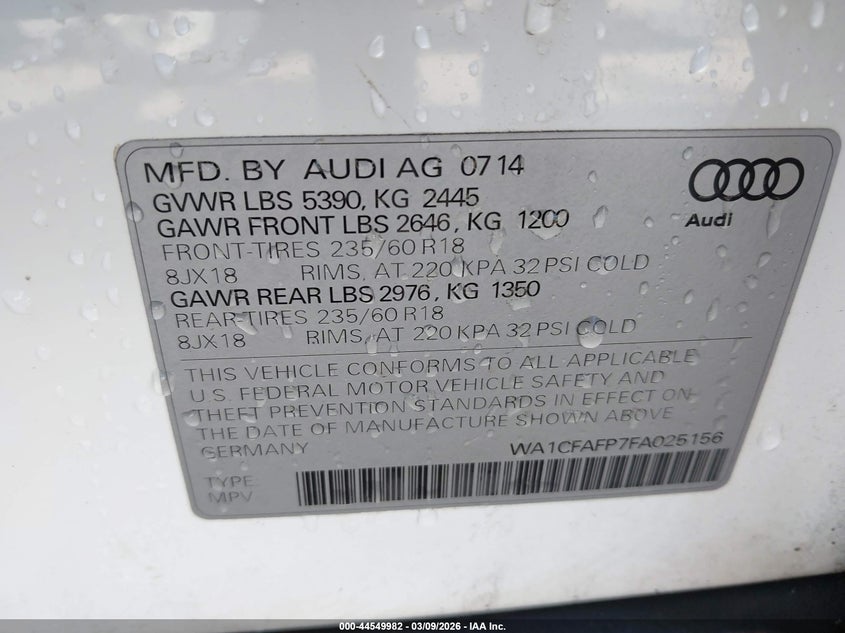 MFD. BY AUDI AG 07 14
GVWR LBS 5390, KG 2445
GAWR FRONT LBS 2646, KG 1200
FRONT-TIRES 235/60 R18
8JX18 RIMS, AT 220 KPA 32 PSI COLD
GAWR REAR LBS 2976, KG 1350
REAR-TIRES 235/60 R18
8JX18 RIMS, AT 220 KPA 32 PSI COLD
Audi
THIS VEHICLE CONFORMS TO ALL APPLICABLE
U.S. FEDERAL MOTOR VEHICLE SAFETY AND
THEFT PREVENTION STANDARDS IN EFFECT ON
THE DATE OF MANUFACTURE SHOWN ABOVE
GERMANY WA1CFAFP7FA025156
TYPE:
MPV
000-44549982 | 03/09/2026 - IAA Inc.